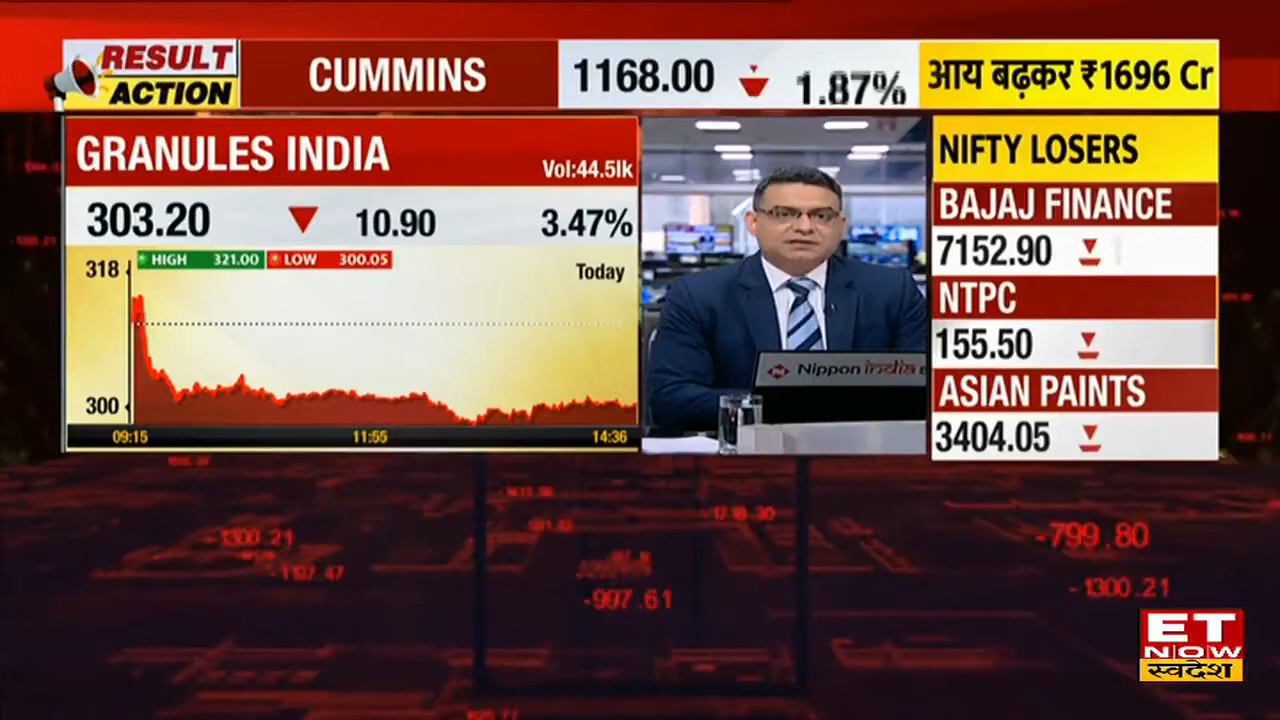 RESULT
ACTION
CUMMINS
1168.00
1.87%
आय बढ़कर ₹1696 Cr
GRANULES INDIA
Vol:44.5lk
303.20
10.90
3.47%
HIGH 321.00
LOW 300.05
Today
318
300
09:15
11:55
14:36
Nippon india
NIFTY LOSERS
BAJAJ FINANCE
7152.90
NTPC
155.50
ASIAN PAINTS
3404.05
-1300.21
-799.80
-997.61
-1300.21
ET
NOW
स्वदेश